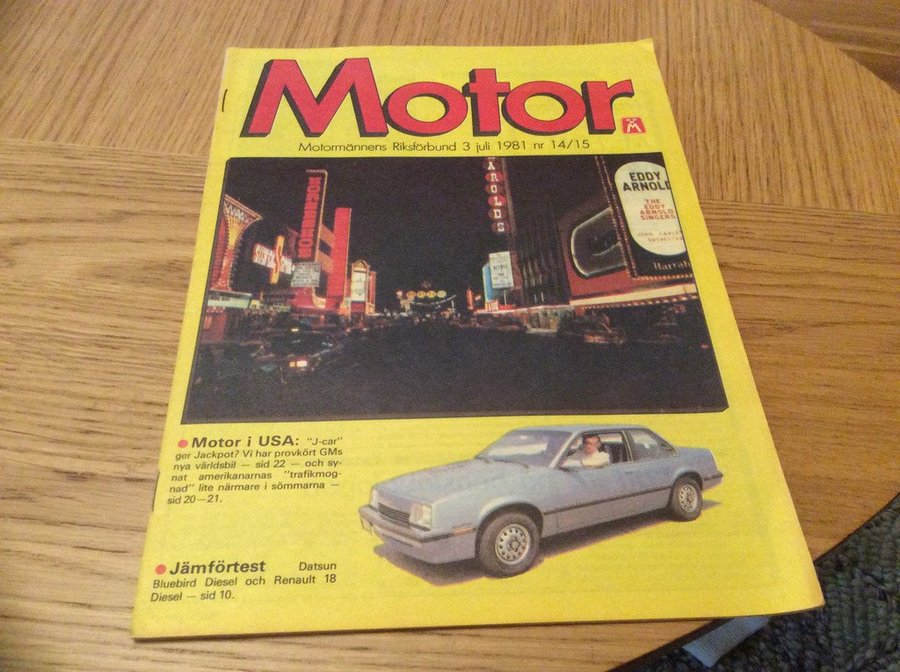 Motor
M
Motormännens Riksförbund 3 juli 1981 nr 14/15
AROLDS
EDDY
ARNOLD
THE
EDDY
ARNOLD
SINGERS
Harrah
• Motor i USA: "J-car"
ger Jackpot? Vi har provkört GMs
nya världsbil — sid 22 — och sy-
nat amerikanarnas "trafikmog-
nad" lite närmare i sömmarna —
sid 20—21.
• Jämförtest Datsun
Bluebird Diesel och Renault 18
Diesel — sid 10.